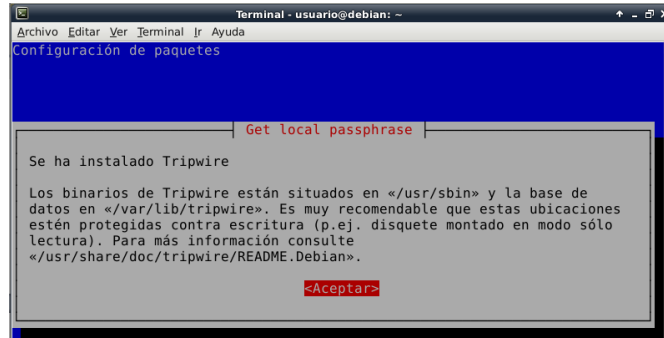 Terminal - usuario@debian: ~
Archivo Editar Ver Terminal Ir Ayuda
Configuración de paquetes
Get local passphrase
Se ha instalado Tripwire
Los binarios de Tripwire están situados en «/usr/sbin» y la base de
datos en «/var/lib/tripwire». Es muy recomendable que estas ubicaciones
estén protegidas contra escritura (p.ej. disquete montado en modo sólo
lectura). Para más información consulte
«/usr/share/doc/tripwire/README.Debian».
<Aceptar>